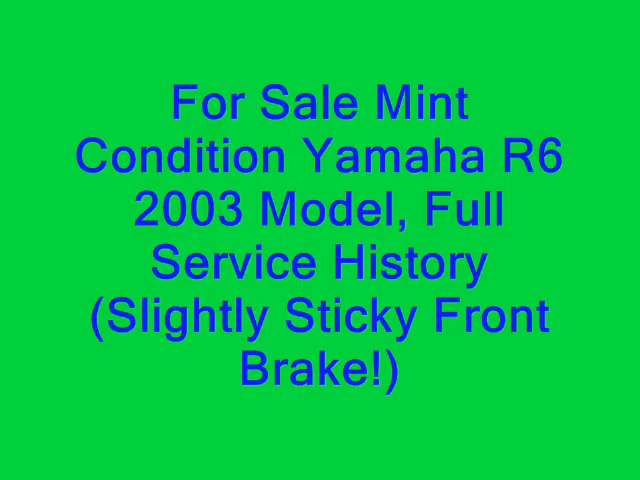 For Sale Mint
Condition Yamaha R6
2003 Model, Full
Service History
(Slightly Sticky Front
Brake!)